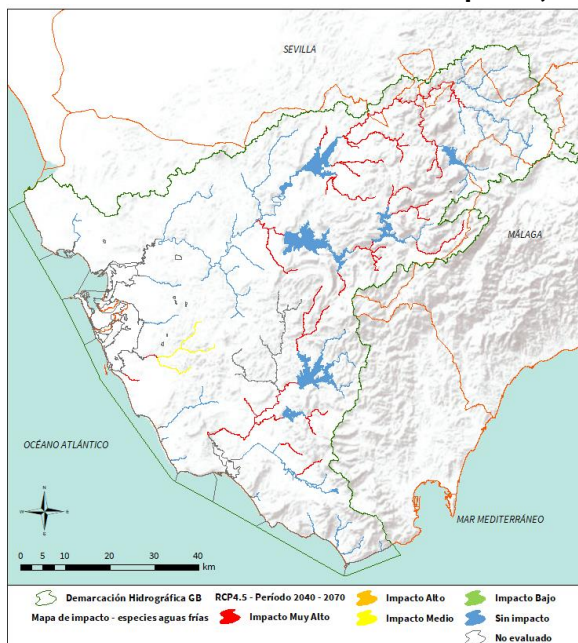 SEVILLA
MÁLAGA
OCÉANO ATLÁNTICO
MAR MEDITERRÁNEO
N
W E
S
0 5 10 20 30 40
km
Demarcación Hidrográfica GB RCP4.5 - Período 2040 - 2070 Impacto Alto Impacto Bajo
Mapa de impacto - especies aguas frías Impacto Muy Alto Impacto Medio Sin impacto
No evaluado